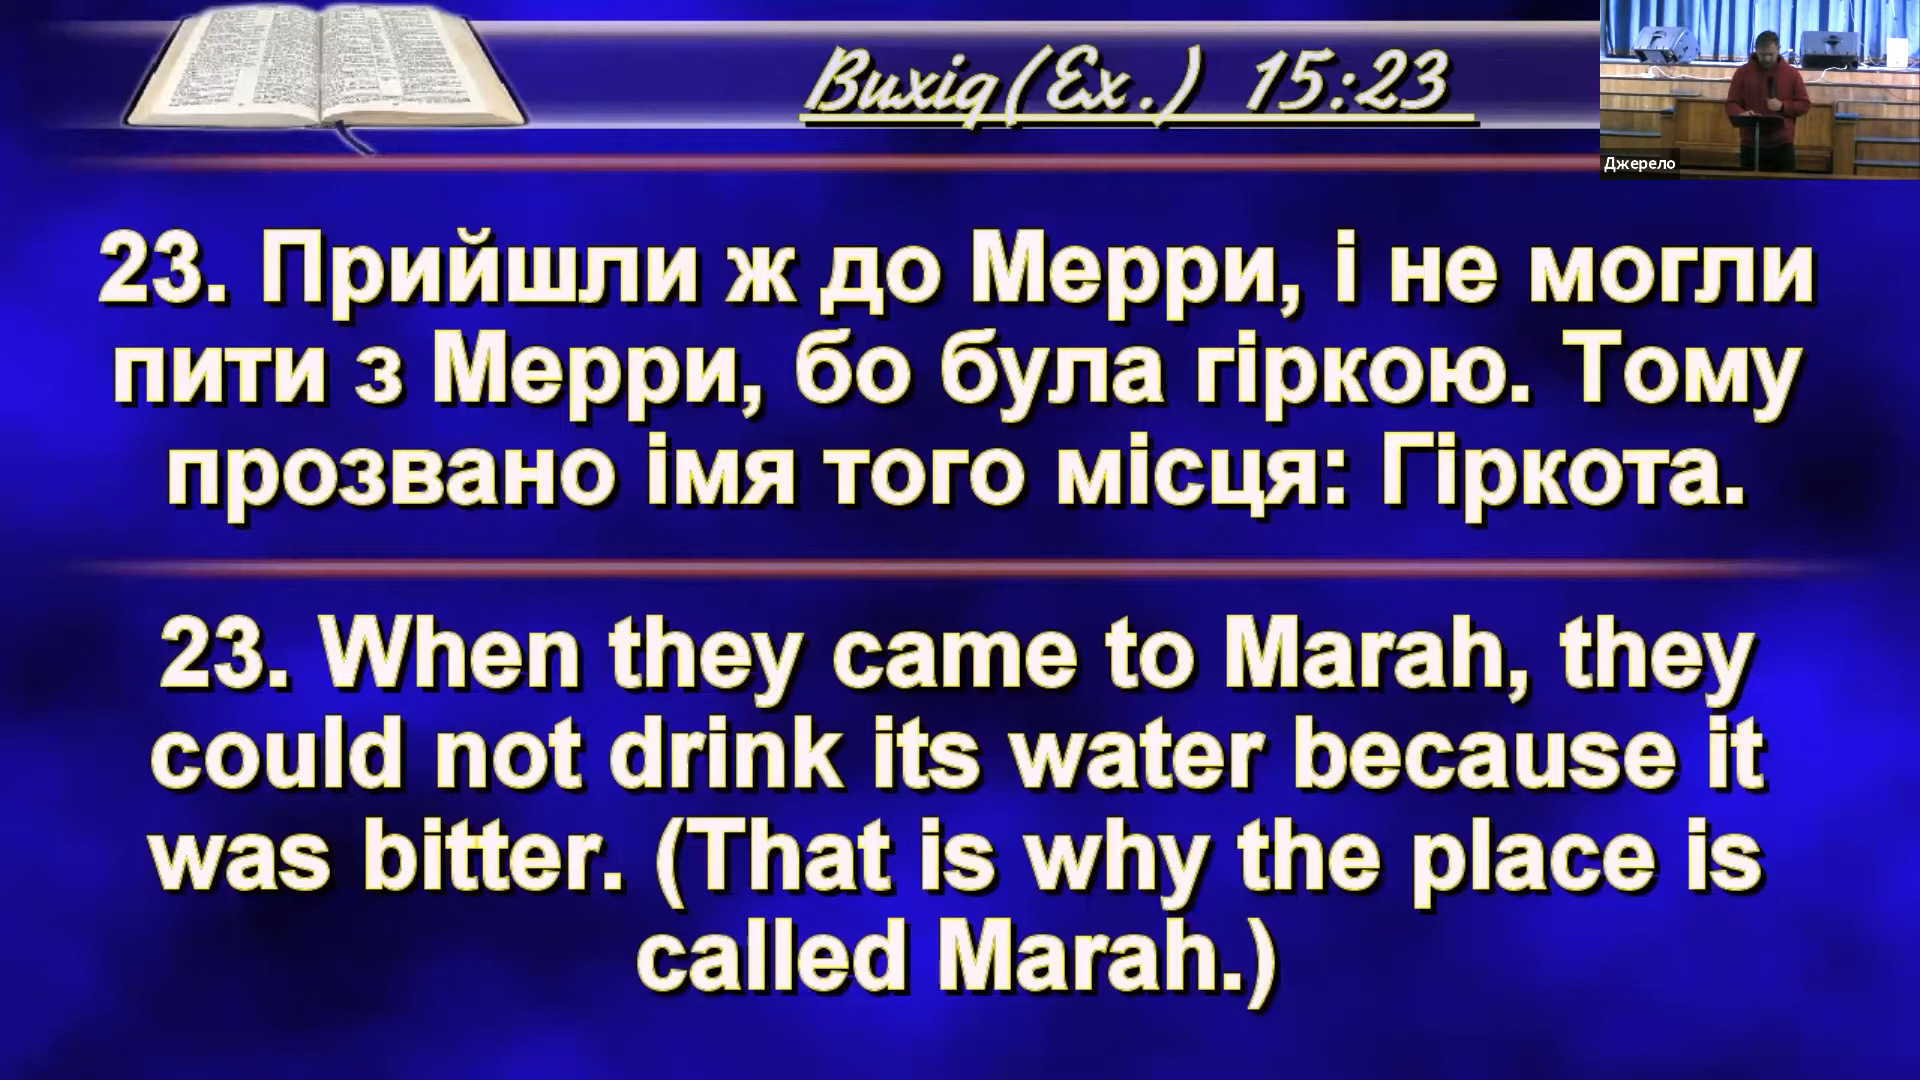 Вихід(Ex.) 15:23
Джерело
23. Прийшли ж до Мерри, і не могли
пити з Мерри, бо була гіркою. Тому
прозвано імя того місця: Гіркота.
23. When they came to Marah, they
could not drink its water because it
was bitter. (That is why the place is
called Marah.)